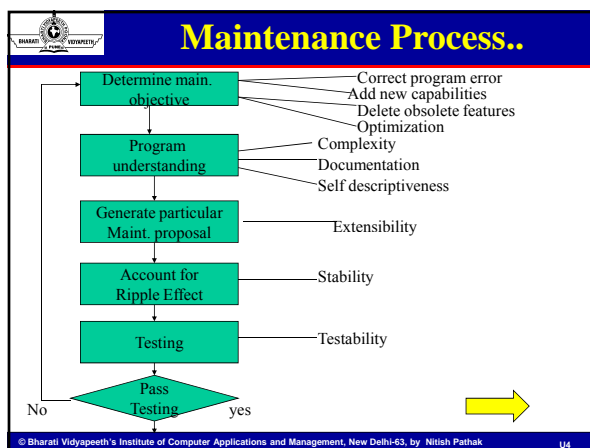 BHARATI VIDYAPEETH
PUNE
Maintenance Process..
Determine main.
objective
Correct program error
Add new capabilities
Delete obsolete features
Optimization
Program
understanding
Complexity
Documentation
Self descriptiveness
Generate particular
Maint. proposal
Extensibility
Account for
Ripple Effect
Stability
Testing
Testability
Pass
Testing
No
yes
© Bharati Vidyapeeth's Institute of Computer Applications and Management, New Delhi-63, by Nitish Pathak
U4